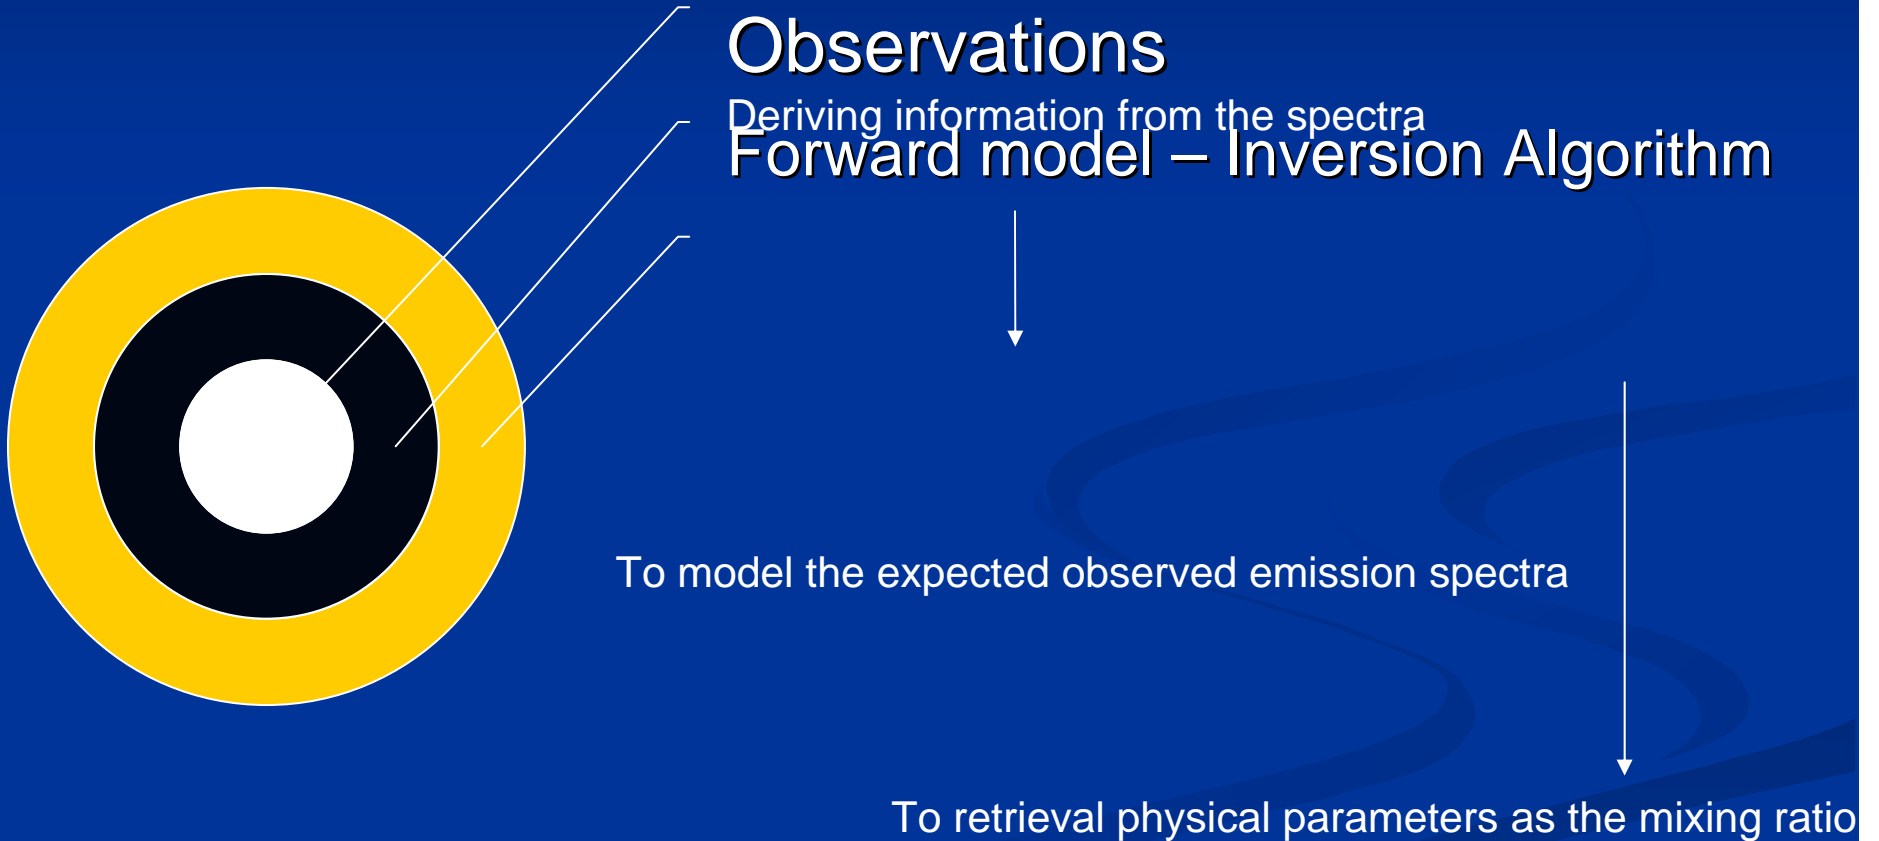 Observations
Deriving information from the spectra
Forward model – Inversion Algorithm
To model the expected observed emission spectra
To retrieval physical parameters as the mixing ratio